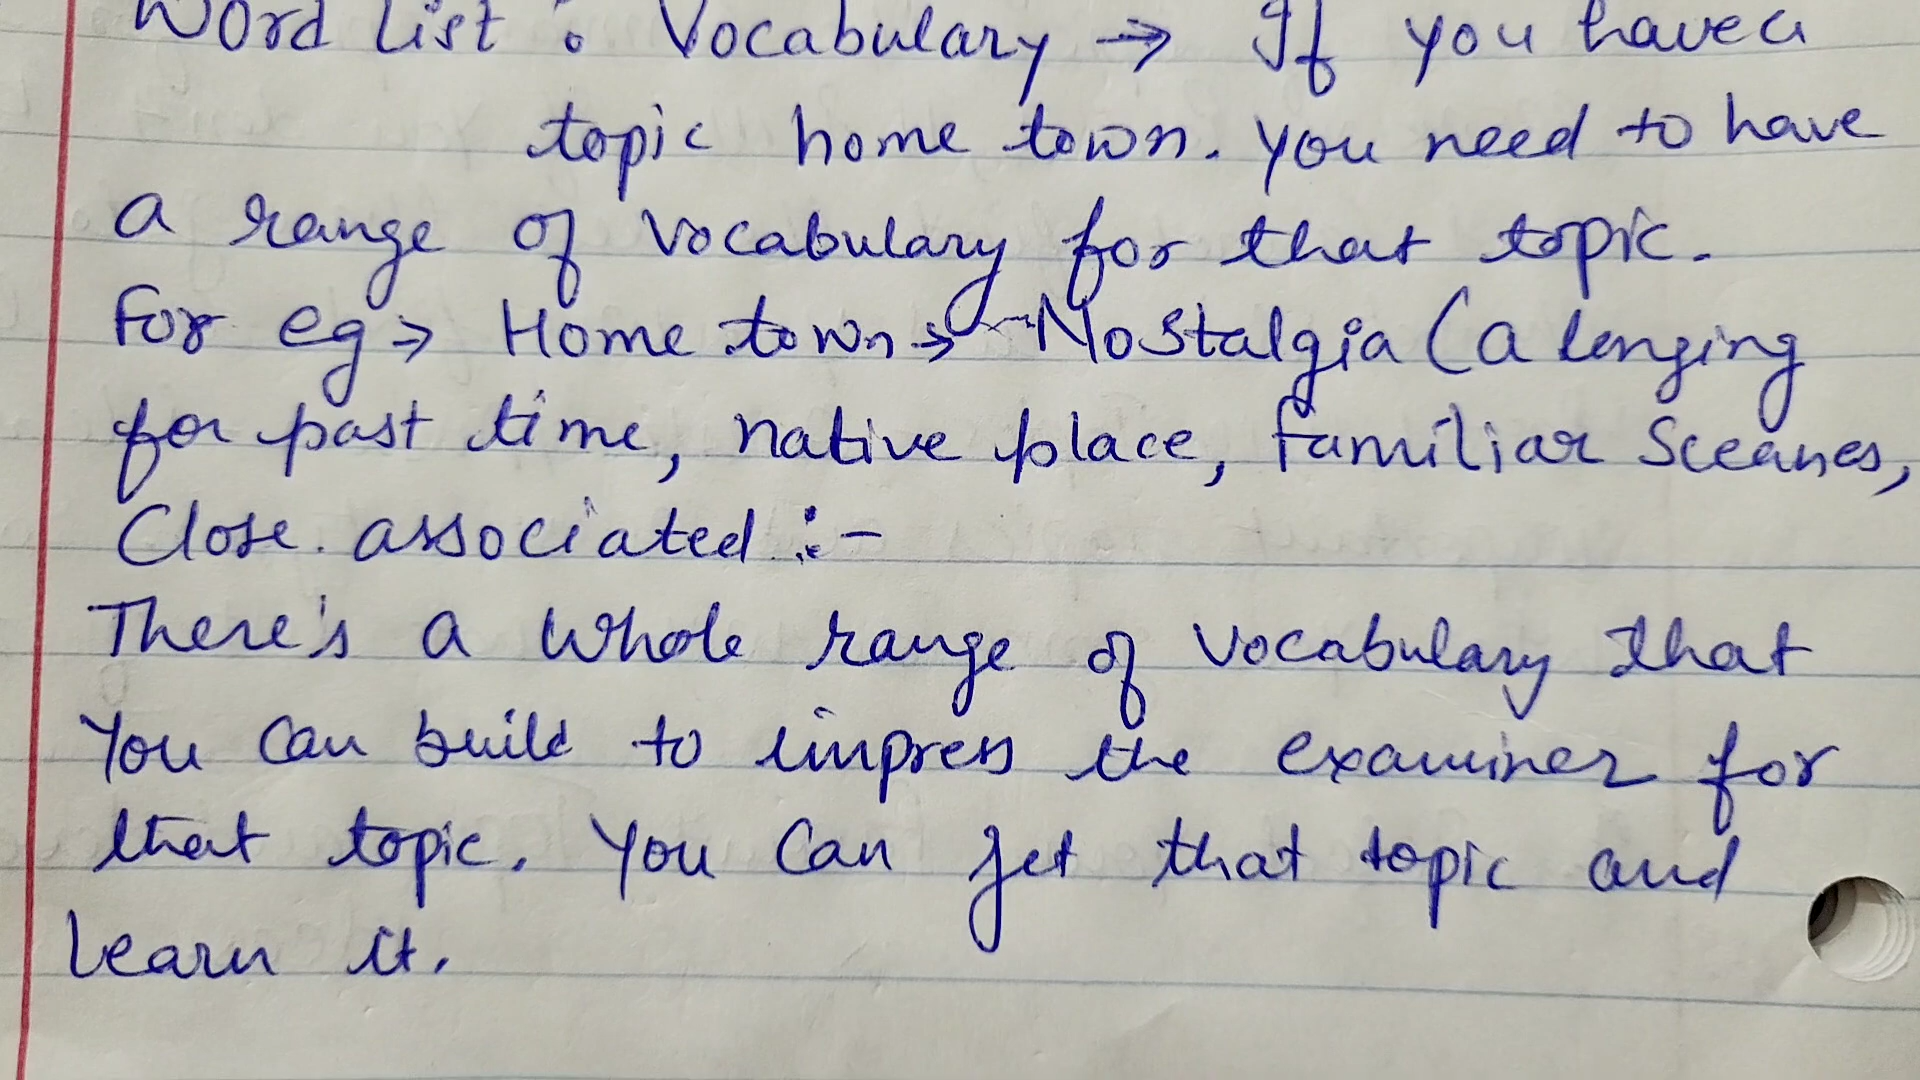 Word List : Vocabulary → If you have a
topic home town. You need to have
a range of vocabulary for that topic.
For eg → Home town → Nostalgia (a longing
for past time, native place, familiar Sceanes,
Close associated :-
There's a whole range of vocabulary that
You can build to impress the examiner for
that topic. You can get that topic and
learn it.